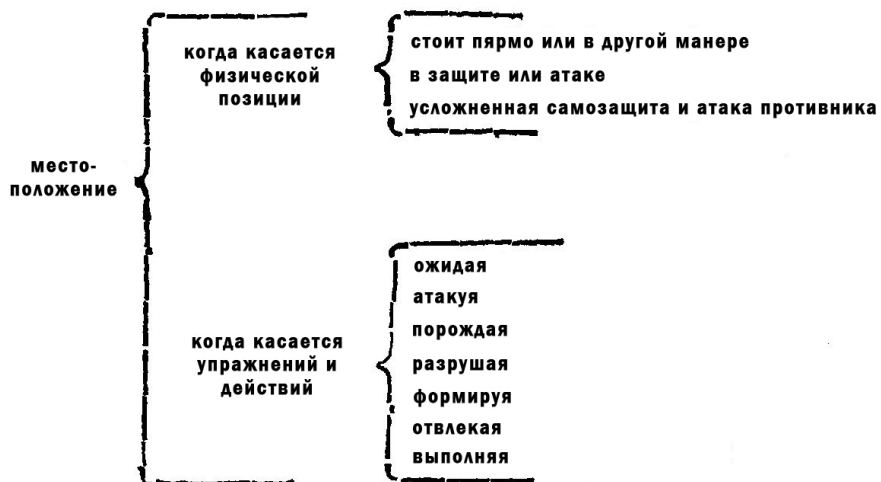 место-
положение
когда касается
физической
позиции
стоит пярмо или в другой манере
в защите или атаке
усложненная самозащита и атака противника
когда касается
упражнений и
действий
ожидая
атакуя
порождая
разрушая
формируя
отвлекая
выполняя